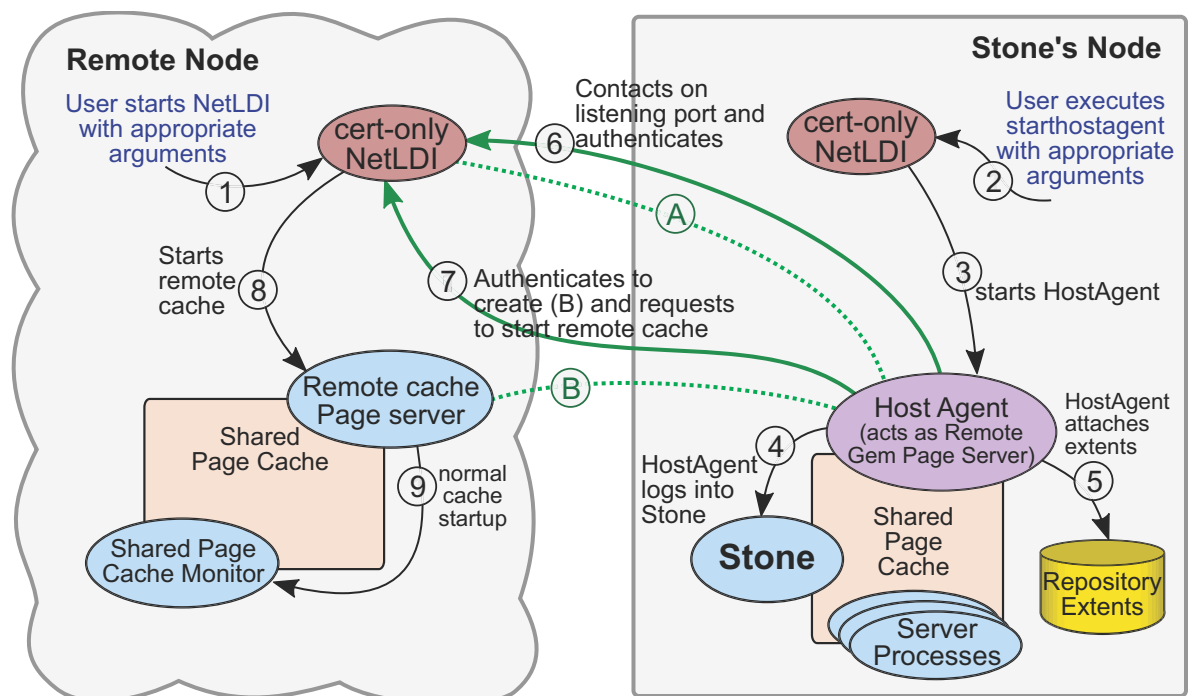 Remote Node
User starts NetLDI
with appropriate
arguments
1
cert-only
NetLDI
Starts
remote
cache
8
Remote cache
Page server
Shared
Page Cache
9
normal
cache
startup
Shared Page
Cache Monitor
Contacts on
listening port and
authenticates
6
A
7
Authenticates to
create (B) and requests
to start remote cache
B
Stone's Node
cert-only
NetLDI
User executes
starthostagent
with appropriate
arguments
2
3
starts HostAgent
Host Agent
(acts as Remote
Gem Page Server)
HostAgent
attaches
extents
4
5
HostAgent
logs into
Stone
Stone
Shared
Page
Cache
Repository
Extents
Server
Processes